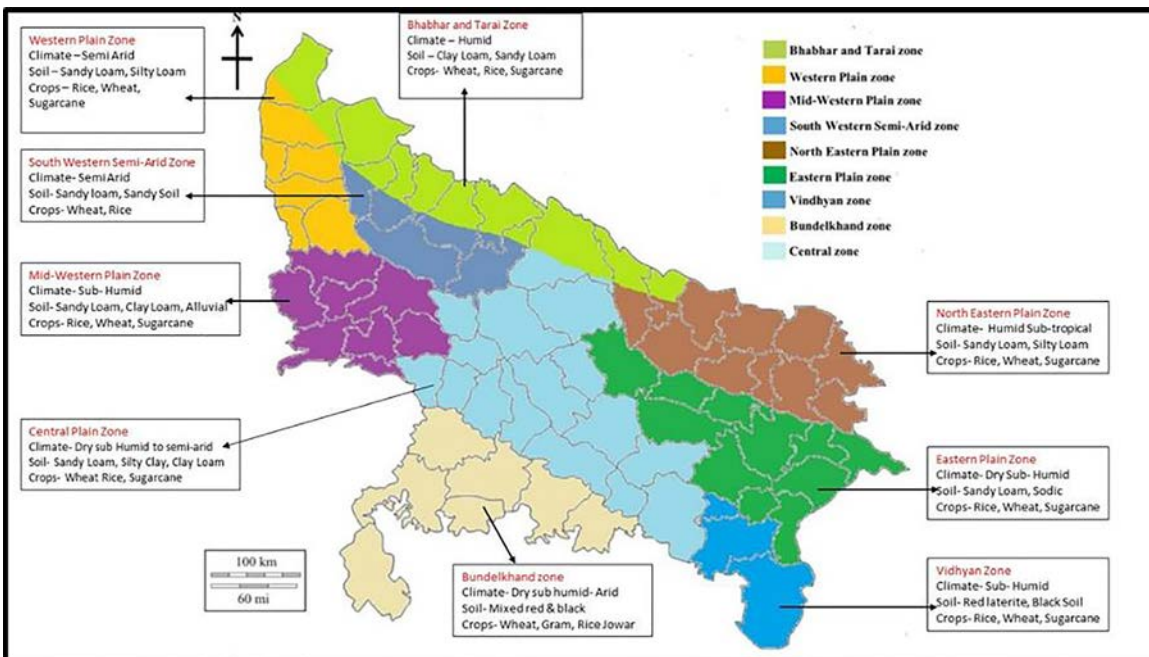 Western Plain Zone
Climate – Semi Arid
Soil – Sandy Loam, Silty Loam
Crops – Rice, Wheat,
Sugarcane
Bhabhar and Tarai Zone
Climate – Humid
Soil – Clay Loam, Sandy Loam
Crops- Wheat, Rice, Sugarcane
Bhabhar and Tarai zone
Western Plain zone
Mid-Western Plain zone
South Western Semi-Arid zone
North Eastern Plain zone
Eastern Plain zone
Vindhyan zone
Bundelkhand zone
Central zone
South Western Semi-Arid Zone
Climate- Semi Arid
Soil- Sandy loam, Sandy Soil
Crops- Wheat, Rice
Mid-Western Plain Zone
Climate- Sub- Humid
Soil- Sandy Loam, Clay Loam, Alluvial
Crops- Rice, Wheat, Sugarcane
North Eastern Plain Zone
Climate- Humid Sub-tropical
Soil- Sandy Loam, Silty Loam
Crops- Rice, Wheat, Sugarcane
Central Plain Zone
Climate- Dry sub Humid to semi-arid
Soil- Sandy Loam, Silty Clay, Clay Loam
Crops- Wheat Rice, Sugarcane
Eastern Plain Zone
Climate- Dry Sub- Humid
Soil- Sandy Loam, Sodic
Crops- Rice, Wheat, Sugarcane
100 km
60 mi
Bundelkhand zone
Climate- Dry sub humid- Arid
Soil- Mixed red & black
Crops- Wheat, Gram, Rice Jowar
Vidhyan Zone
Climate- Sub- Humid
Soil- Red laterite, Black Soil
Crops- Rice, Wheat, Sugarcane